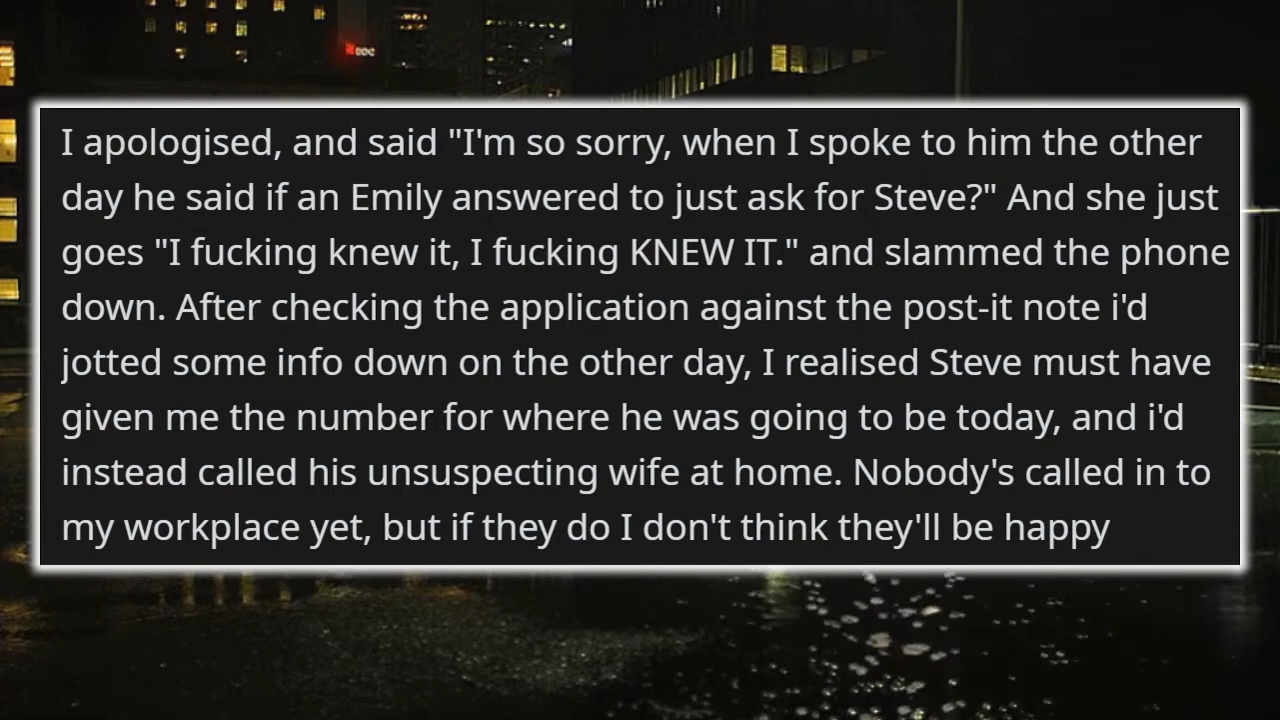 I apologised, and said "I'm so sorry, when I spoke to him the other
day he said if an Emily answered to just ask for Steve?" And she just
goes "I fucking knew it, I fucking KNEW IT." and slammed the phone
down. After checking the application against the post-it note i'd
jotted some info down on the other day, I realised Steve must have
given me the number for where he was going to be today, and i'd
instead called his unsuspecting wife at home. Nobody's called in to
my workplace yet, but if they do I don't think they'll be happy